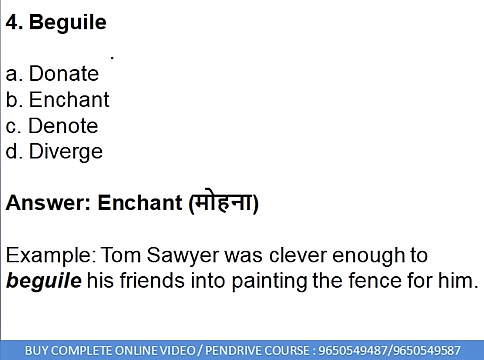 4. Beguile
a. Donate
b. Enchant
c. Denote
d. Diverge
Answer: Enchant (मोहना)
Example: Tom Sawyer was clever enough to
beguile his friends into painting the fence for him.
BUY COMPLETE ONLINE VIDEO / PENDRIVE COURSE : 9650549487/9650549587